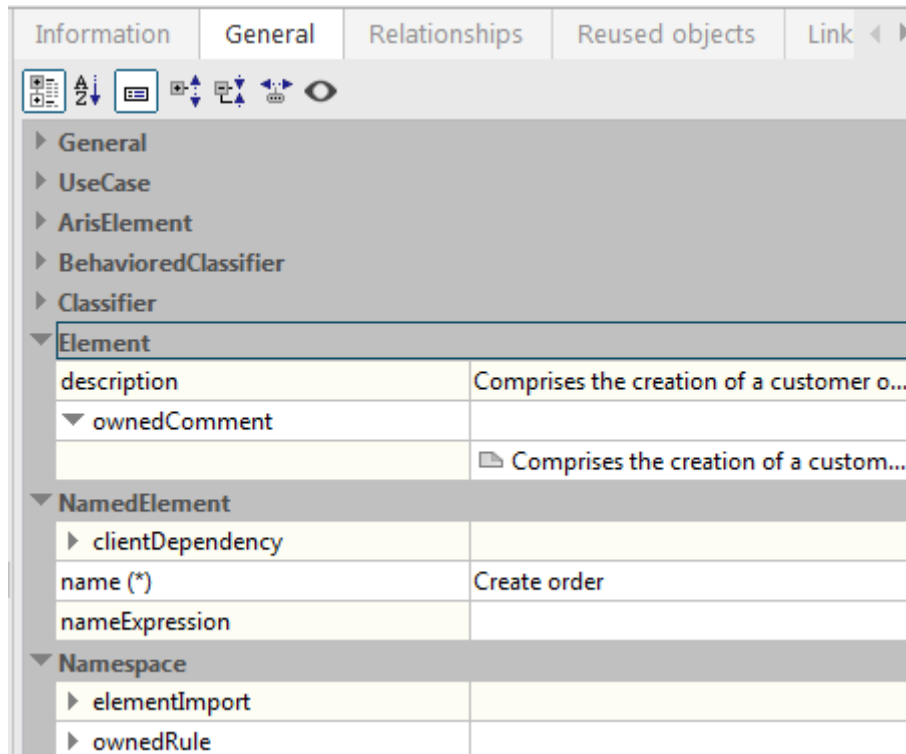 Information General Relationships Reused objects Link
General
UseCase
ArisElement
BehavioredClassifier
Classifier
Element
description Comprises the creation of a customer o...
ownedComment
Comprises the creation of a custom...
NamedElement
clientDependency
name (*) Create order
nameExpression
Namespace
elementImport
ownedRule